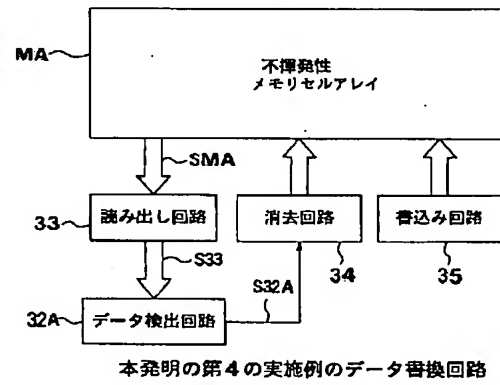 MA
不揮発性
メモリセルアレイ
SMA
33
読み出し回路
消去回路
書込み回路
34
35
S33
S32A
32A
データ検出回路
本発明の第4の実施例のデータ書換回路